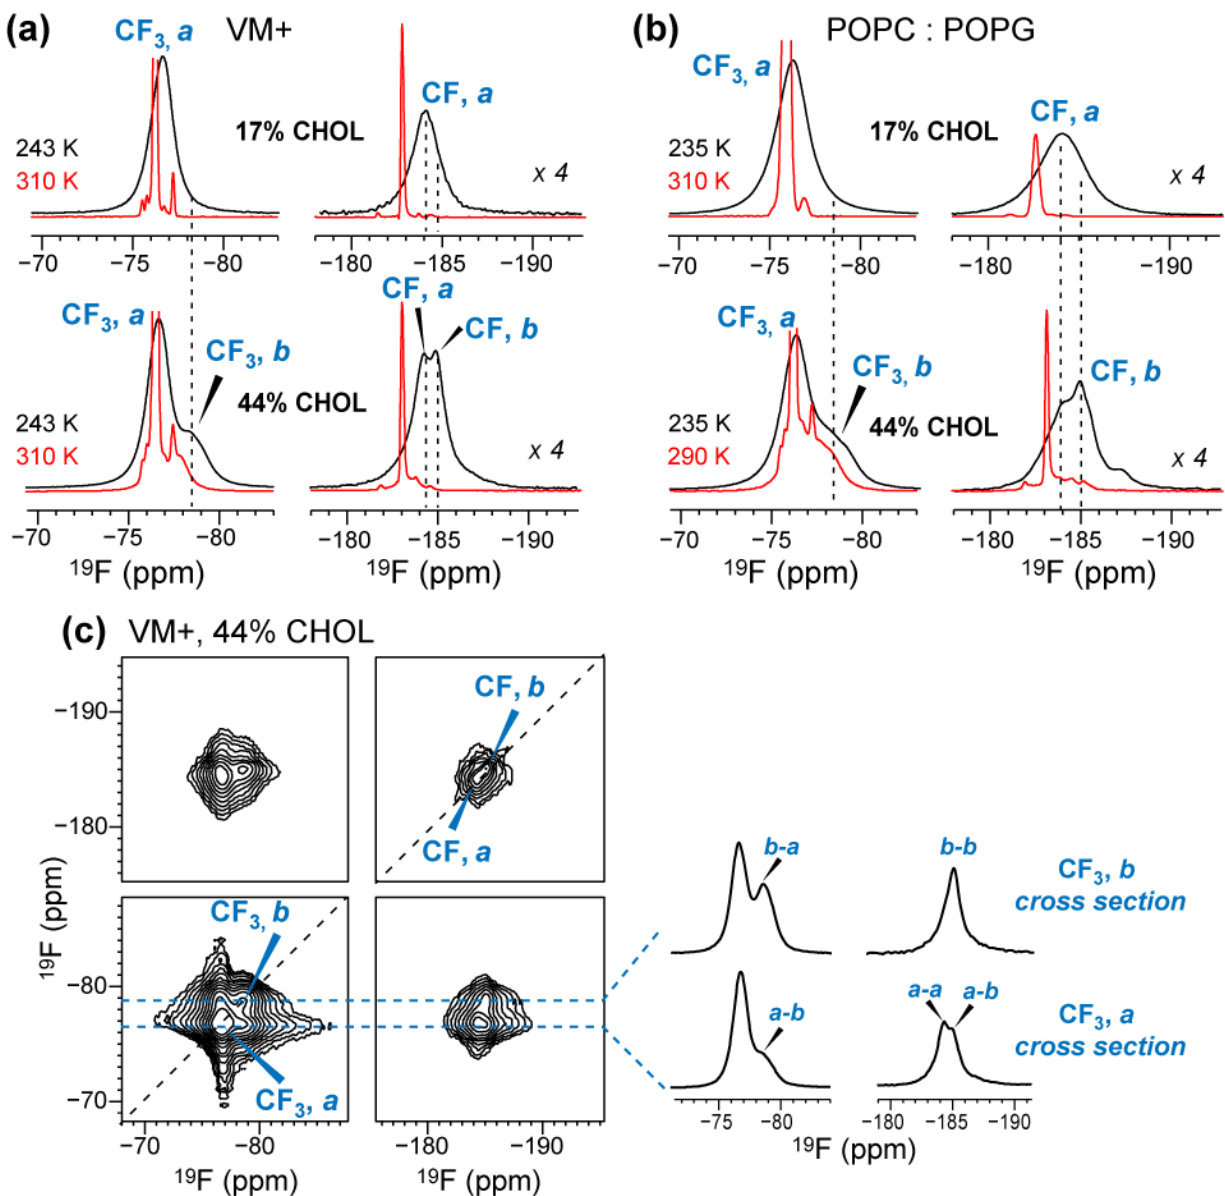 (a) VM+
CF3, a
CF, a
17% CHOL
243 K
310 K
x 4
−70 −75 −80 −180 −185 −190
CF3, a
CF3, b
CF, a
CF, b
44% CHOL
243 K
310 K
x 4
−70 −75 −80 −180 −185 −190
19F (ppm) 19F (ppm)
(b) POPC : POPG
CF3, a
CF, a
17% CHOL
235 K
310 K
x 4
−70 −75 −80 −180 −190
CF3, a
CF3, b
CF, b
44% CHOL
235 K
290 K
x 4
−70 −75 −80 −180 −185 −190
19F (ppm) 19F (ppm)
(c) VM+, 44% CHOL
−190
−180
CF, b
CF, a
19F (ppm)
−80
−70
CF3, b
CF3, a
−70 −80 −180 −190
19F (ppm) 19F (ppm)
b-a b-b
CF3, b
cross section
a-b a-a a-b
CF3, a
cross section
−75 −80 −180 −185 −190
19F (ppm)